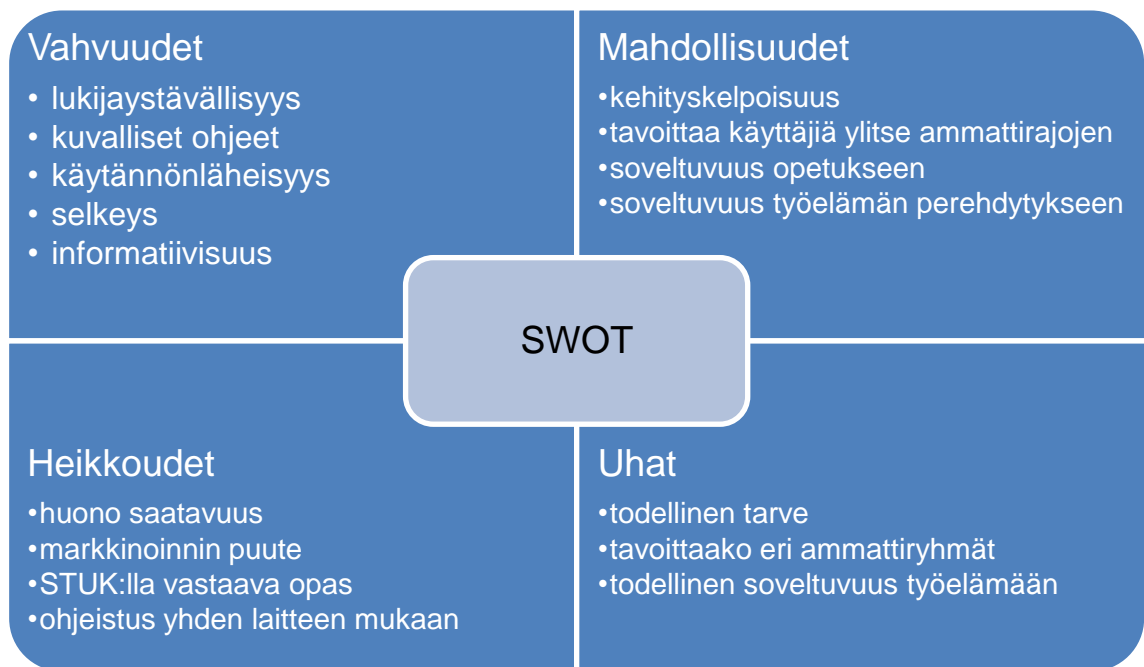 Vahvuudet
• lukijaystävällisyys
• kuvalliset ohjeet
• käytännönläheisyys
• selkeys
• informatiivisuus
Mahdollisuudet
•kehityskelpoisuus
•tavoittaa käyttäjiä ylitse ammattirajojen
•soveltuvuus opetukseen
•soveltuvuus työelämän perehdytykseen
SWOT
Heikkoudet
•huono saatavuus
•markkinoinnin puute
•STUK:lla vastaava opas
•ohjeistus yhden laitteen mukaan
Uhat
•todellinen tarve
•tavoittaako eri ammattiryhmät
•todellinen soveltuvuus työelämään